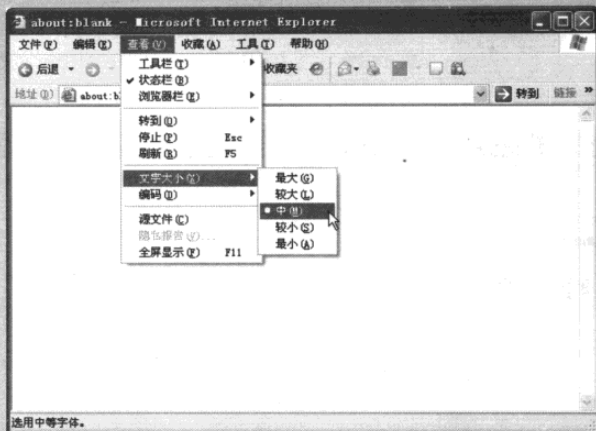 about:blank - Microsoft Internet Explorer
文件(F) 编辑(E) 查看(V) 收藏(A) 工具(T) 帮助(H)
后退 收藏夹
工具栏(T)
状态栏(B)
浏览器栏(E)
地址(D) about:b 转到 链接 »
转到(O)
停止(P) Esc
刷新(R) F5
文字大小(X)
编码(D)
源文件(C)
隐私报告(V)...
全屏显示(F) F11
最大(G)
较大(L)
中(M)
较小(S)
最小(A)
选用中等字体。